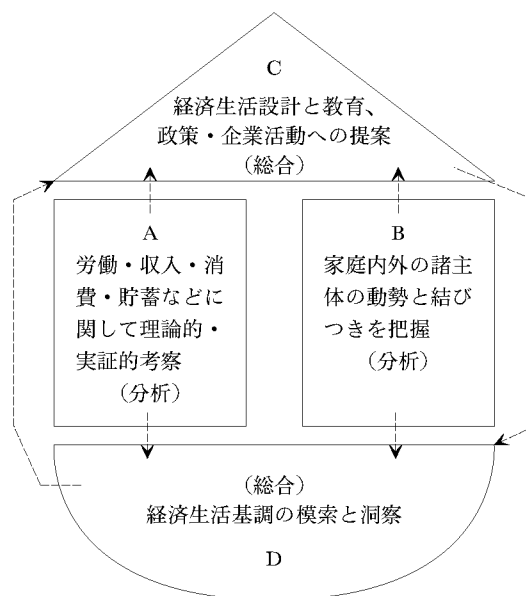 C
経済生活設計と教育、
政策・企業活動への提案
(総合)
A
労働・収入・消
費・貯蓄などに
関して理論的・
実証的考察
(分析)
B
家庭内外の諸主
体の動勢と結び
つきを把握
(分析)
(総合)
経済生活基調の模索と洞察
D